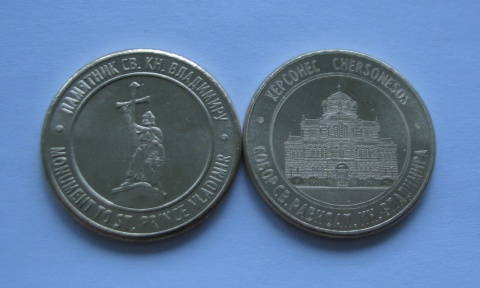 ПАМЯТНИК СВ. КН. ВЛАДИМИРУ
MONUMENT TO ST. PRINCE VLADIMIR
ХЕРСОНЕС CHERSONESOS
СОБОР СВ. РАВНОАП. КН. ВЛАДИМИРА